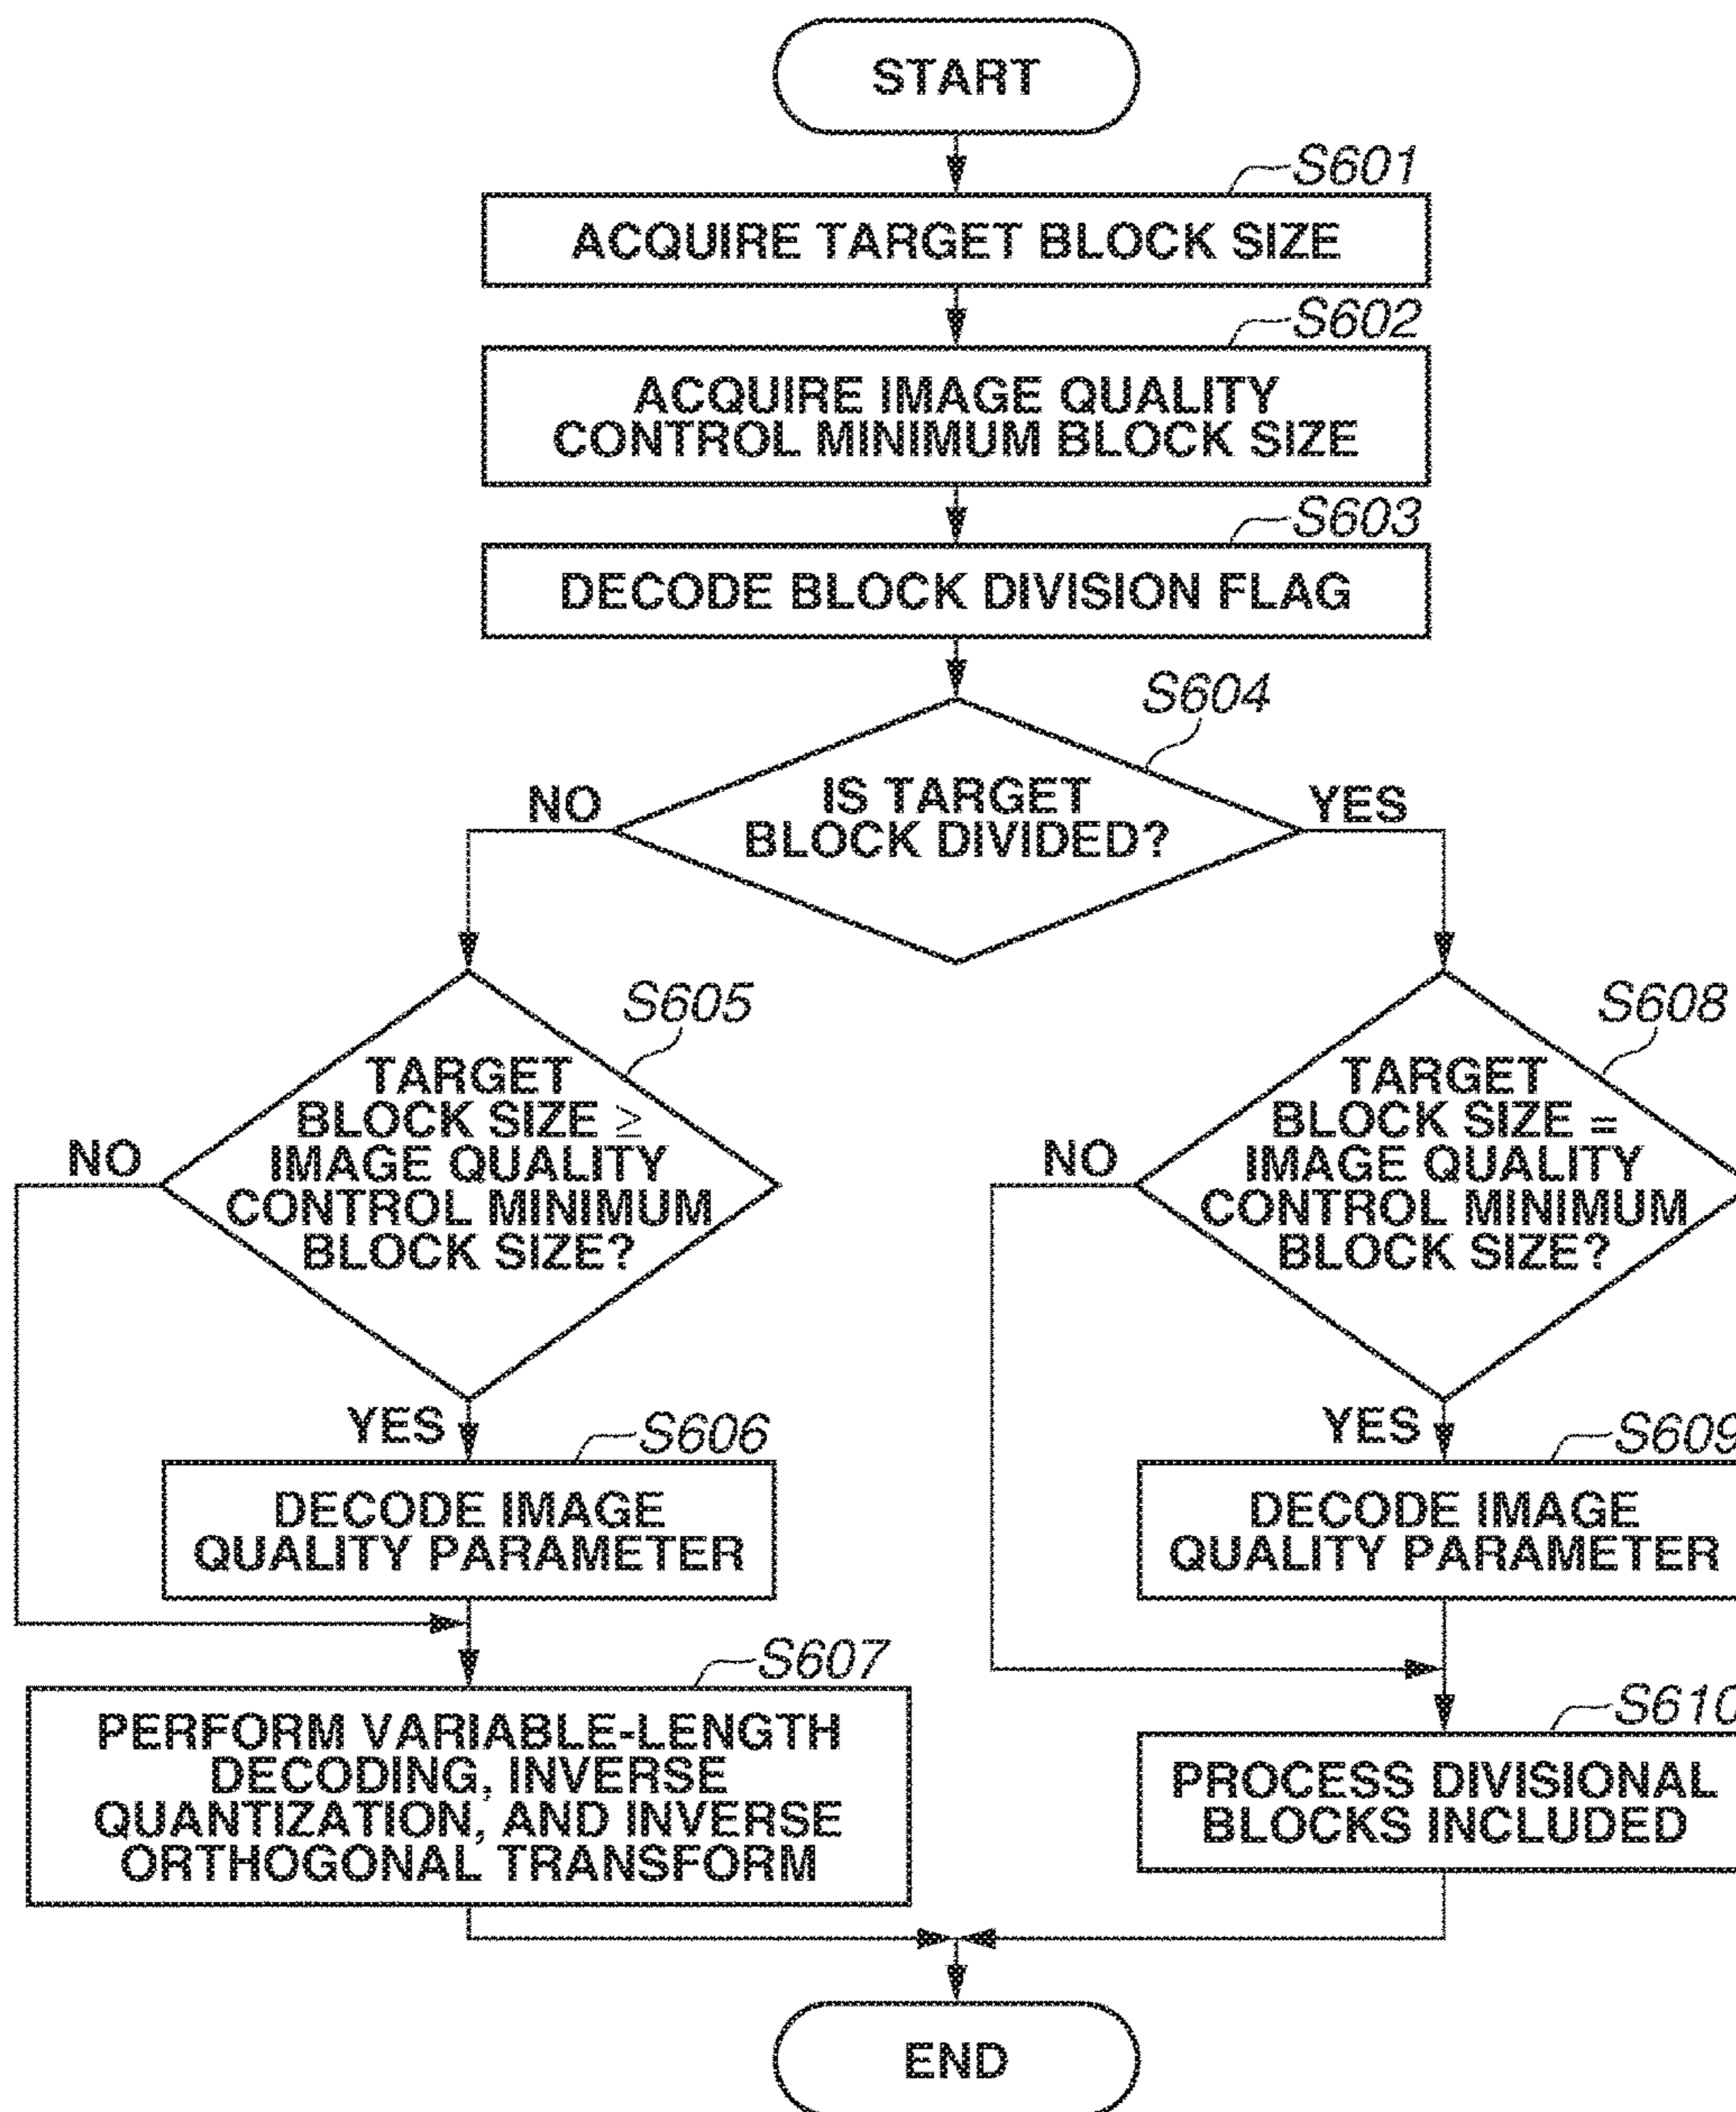 START
S601
ACQUIRE TARGET BLOCK SIZE
S602
ACQUIRE IMAGE QUALITY
CONTROL MINIMUM BLOCK SIZE
S603
DECODE BLOCK DIVISION FLAG
S604
IS TARGET
BLOCK DIVIDED?
NO
YES
S605
TARGET
BLOCK SIZE ≥
IMAGE QUALITY
CONTROL MINIMUM
BLOCK SIZE?
NO
YES
S606
DECODE IMAGE
QUALITY PARAMETER
S607
PERFORM VARIABLE-LENGTH
DECODING, INVERSE
QUANTIZATION, AND INVERSE
ORTHOGONAL TRANSFORM
S608
TARGET
BLOCK SIZE =
IMAGE QUALITY
CONTROL MINIMUM
BLOCK SIZE?
NO
YES
S609
DECODE IMAGE
QUALITY PARAMETER
S610
PROCESS DIVISIONAL
BLOCKS INCLUDED
END